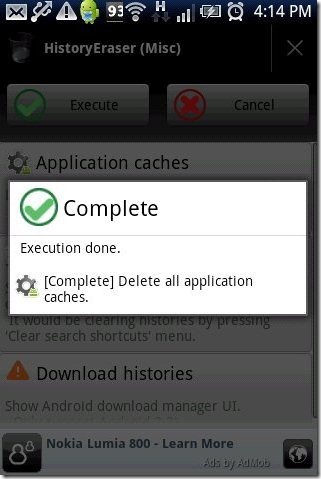 93 H 4:14 PM
HistoryEraser (Misc)
Execute Cancel
Application caches
Complete
Execution done.
[Complete] Delete all application
caches.
It would be clearing histories by pressing
'Clear search shortcuts' menu.
Download histories
Show Android download manager UI.
Nokia Lumia 800 - Learn More
Ads by AdMob